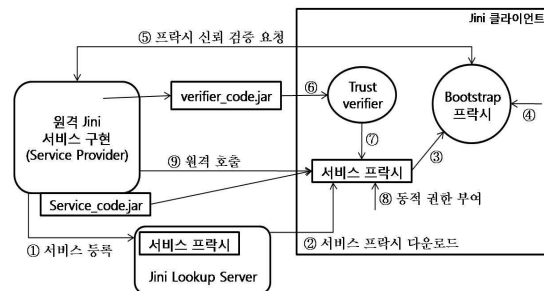 Jini 클라이언트
⑤ 프락시 신뢰 검증 요청
verifier_code.jar
⑥
Trust
verifier
Bootstrap
프락시
④
원격 Jini
서비스 구현
(Service Provider)
⑦
③
⑨ 원격 호출
서비스 프락시
Service_code.jar
⑧ 동적 권한 부여
① 서비스 등록
서비스 프락시
② 서비스 프락시 다운로드
Jini Lookup Server